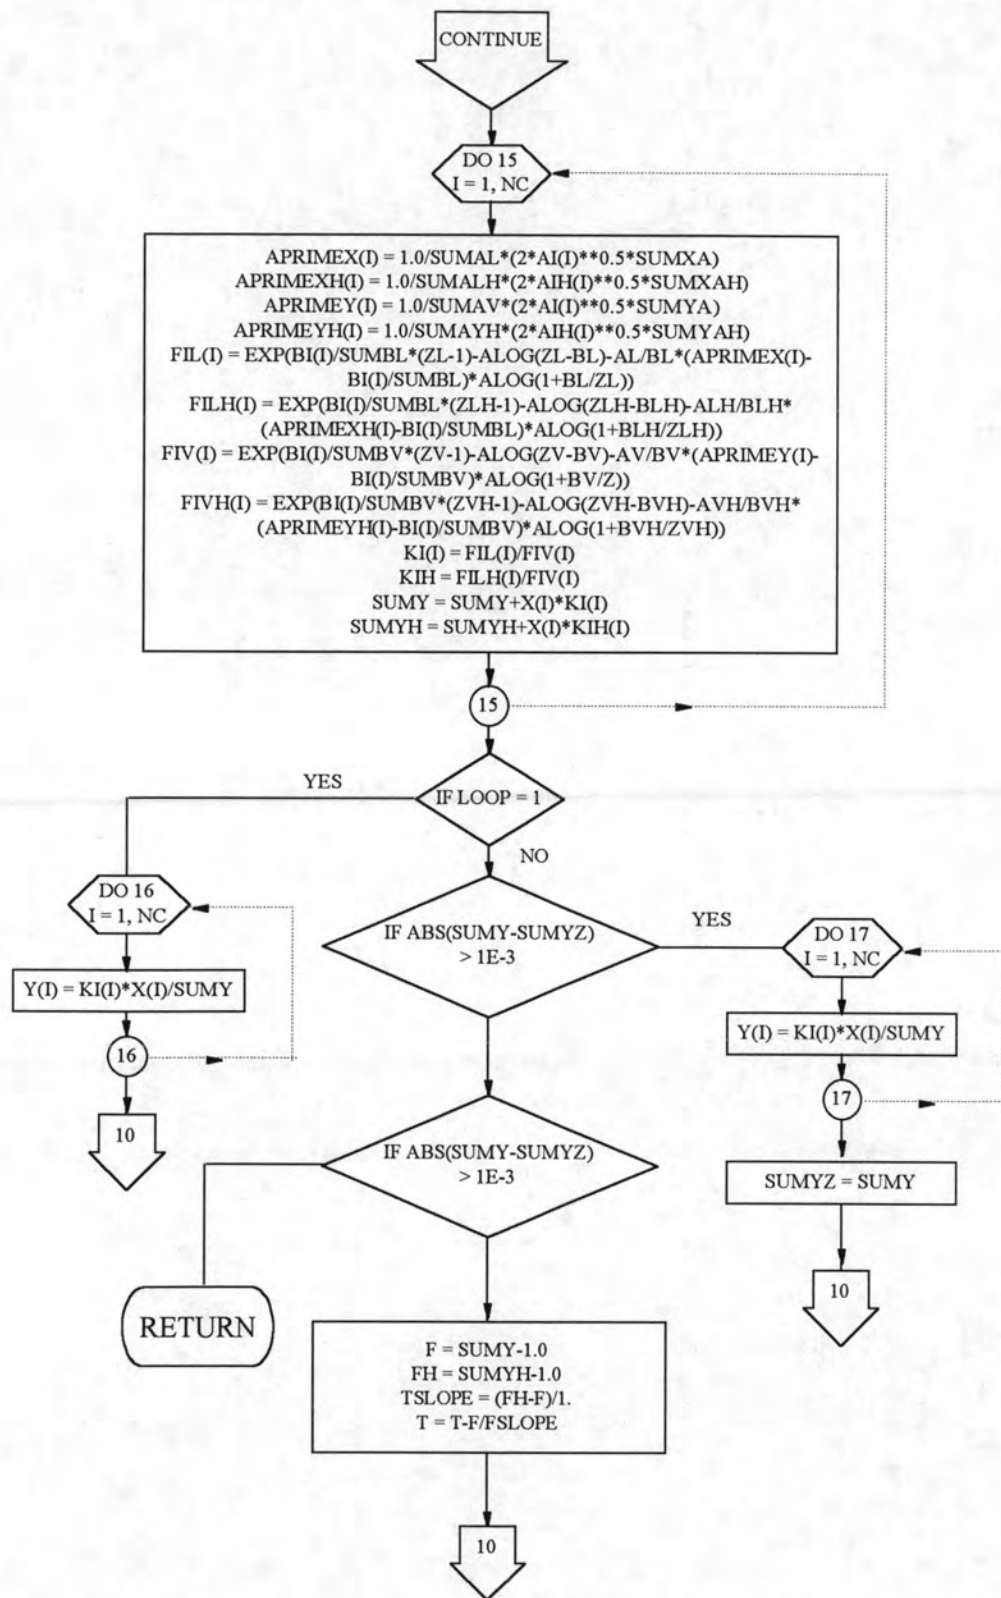 CONTINUE
DO 15
I = 1, NC
APRIMEX(I) = 1.0/SUMAL*(2*AI(I)**0.5*SUMXA)
APRIMEXH(I) = 1.0/SUMALH*(2*AIH(I)**0.5*SUMXAH)
APRIMEY(I) = 1.0/SUMAV*(2*AI(I)**0.5*SUMYA)
APRIMEYH(I) = 1.0/SUMAYH*(2*AIH(I)**0.5*SUMYAH)
FIL(I) = EXP(BI(I)/SUMBL*(ZL-1)-ALOG(ZL-BL)-AL/BL*(APRIMEX(I)-
BI(I)/SUMBL)*ALOG(1+BL/ZL))
FILH(I) = EXP(BI(I)/SUMBL*(ZLH-1)-ALOG(ZLH-BLH)-ALH/BLH*
(APRIMEXH(I)-BI(I)/SUMBL)*ALOG(1+BLH/ZLH))
FIV(I) = EXP(BI(I)/SUMBV*(ZV-1)-ALOG(ZV-BV)-AV/BV*(APRIMEY(I)-
BI(I)/SUMBV)*ALOG(1+BV/Z))
FIVH(I) = EXP(BI(I)/SUMBV*(ZVH-1)-ALOG(ZVH-BVH)-AVH/BVH*
(APRIMEYH(I)-BI(I)/SUMBV)*ALOG(1+BVH/ZVH))
KI(I) = FIL(I)/FIV(I)
KIH = FILH(I)/FIV(I)
SUMY = SUMY+X(I)*KI(I)
SUMYH = SUMYH+X(I)*KIH(I)
15
YES
IF LOOP = 1
NO
DO 16
I = 1, NC
Y(I) = KI(I)*X(I)/SUMY
16
10
IF ABS(SUMY-SUMYZ)
> 1E-3
YES
DO 17
I = 1, NC
Y(I) = KI(I)*X(I)/SUMY
17
SUMYZ = SUMY
10
IF ABS(SUMY-SUMYZ)
> 1E-3
RETURN
F = SUMY-1.0
FH = SUMYH-1.0
TSLOPE = (FH-F)/1.
T = T-F/FSLOPE
10